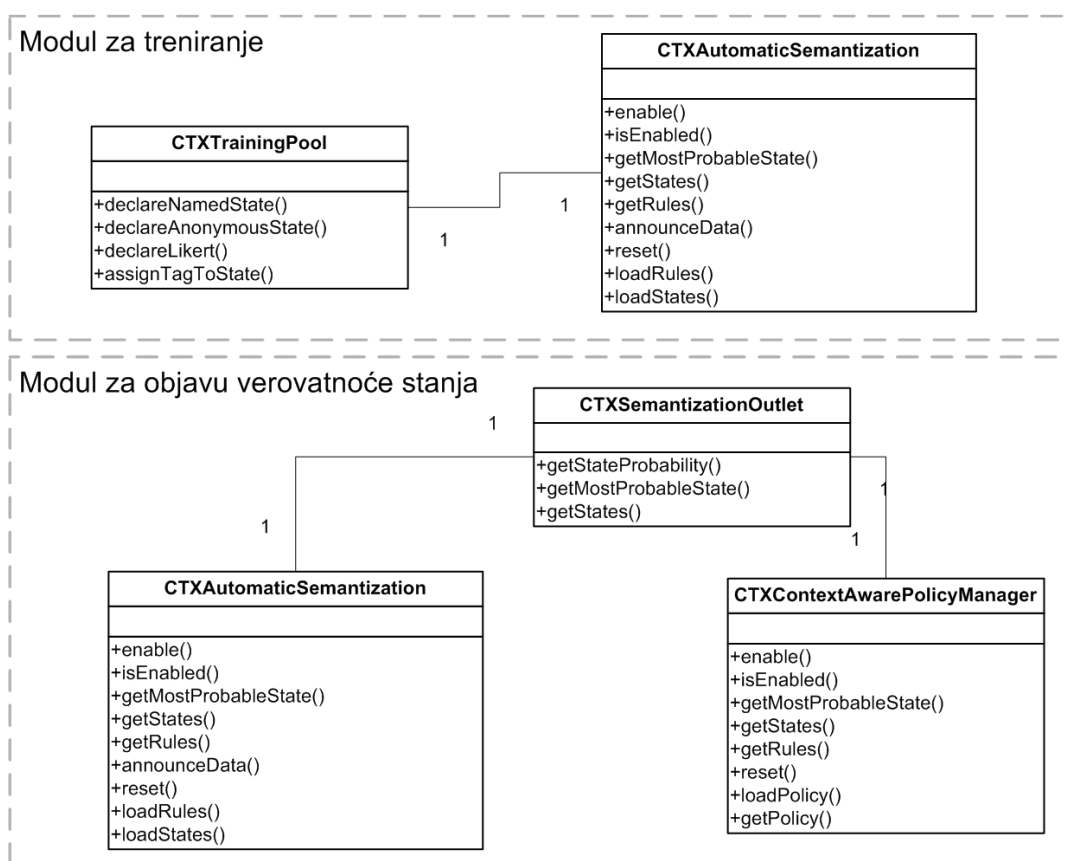 Modul za treniranje
CTXAutomaticSemantization
+enable()
+isEnabled()
+getMostProbableState()
+getStates()
+getRules()
+announceData()
+reset()
+loadRules()
+loadStates()
CTXTrainingPool
+declareNamedState()
+declareAnonymousState()
+declareLikert()
+assignTagToState()
1
1
Modul za objavu verovatnoće stanja
CTXSemantizationOutlet
+getStateProbability()
+getMostProbableState()
+getStates()
1
1
1
1
CTXAutomaticSemantization
+enable()
+isEnabled()
+getMostProbableState()
+getStates()
+getRules()
+announceData()
+reset()
+loadRules()
+loadStates()
CTXContextAwarePolicyManager
+enable()
+isEnabled()
+getMostProbableState()
+getStates()
+getRules()
+reset()
+loadPolicy()
+getPolicy()